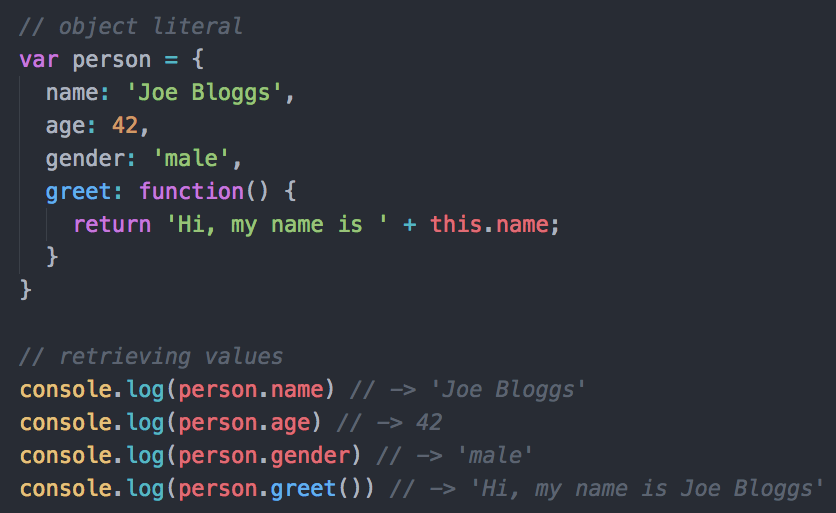 // object literal
var person = {
  name: 'Joe Bloggs',
  age: 42,
  gender: 'male',
  greet: function() {
    return 'Hi, my name is ' + this.name;
  }
}

// retrieving values
console.log(person.name) // -> 'Joe Bloggs'
console.log(person.age) // -> 42
console.log(person.gender) // -> 'male'
console.log(person.greet()) // -> 'Hi, my name is Joe Bloggs'